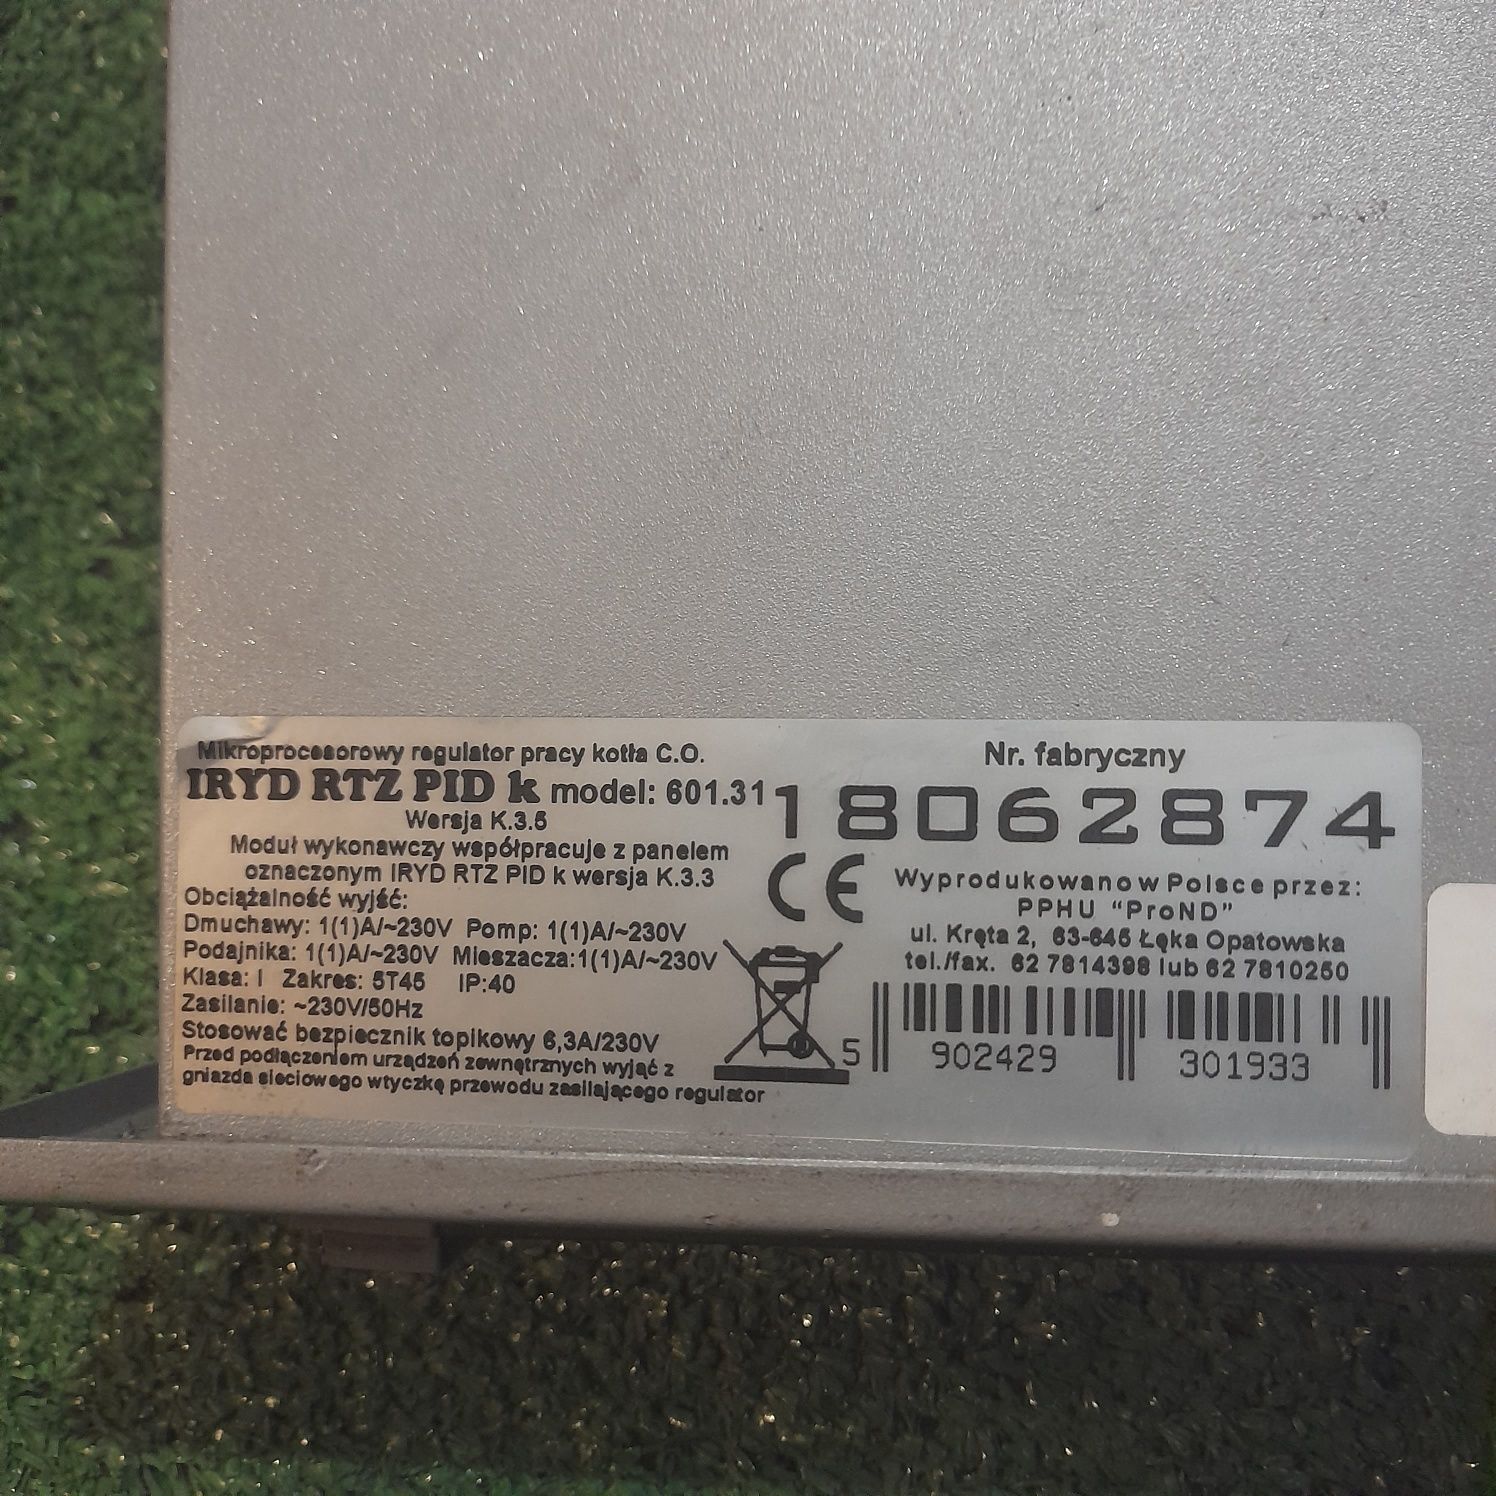 Mikroprocesorowy regulator pracy kotła C.O.
IRYD RTZ PID k model: 601.31
Wersja K.3.5
Moduł wykonawczy współpracuje z panelem
oznaczonym IRYD RTZ PID k wersja K.3.3
Obciążalność wyjść:
Dmuchawy: 1(1)A/~230V Pomp: 1(1)A/~230V
Podajnika: 1(1)A/~230V Mieszacza:1(1)A/~230V
Klasa: I Zakres: 5T45 IP:40
Zasilanie: ~230V/50Hz
Stosować bezpiecznik topikowy 6,3A/230V
Przed podłączeniem urządzeń zewnętrznych wyjąć z
gniazda sieciowego wtyczkę przewodu zasilającego regulator
Nr. fabryczny
18062874
CE
Wyprodukowano w Polsce przez:
PPHU "ProND"
ul. Kręta 2, 63-645 Łęka Opatowska
tel./fax. 62 7814398 lub 62 7810250
5 902429 301933